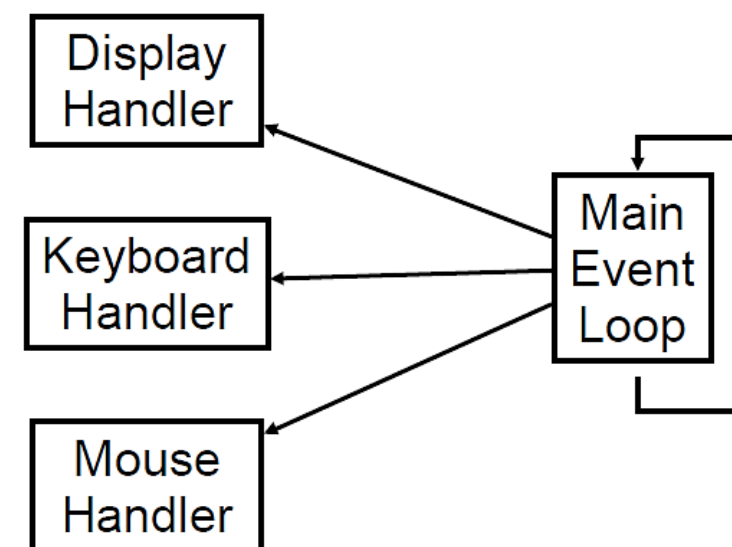 Display
Handler
Keyboard
Handler
Mouse
Handler
Main
Event
Loop